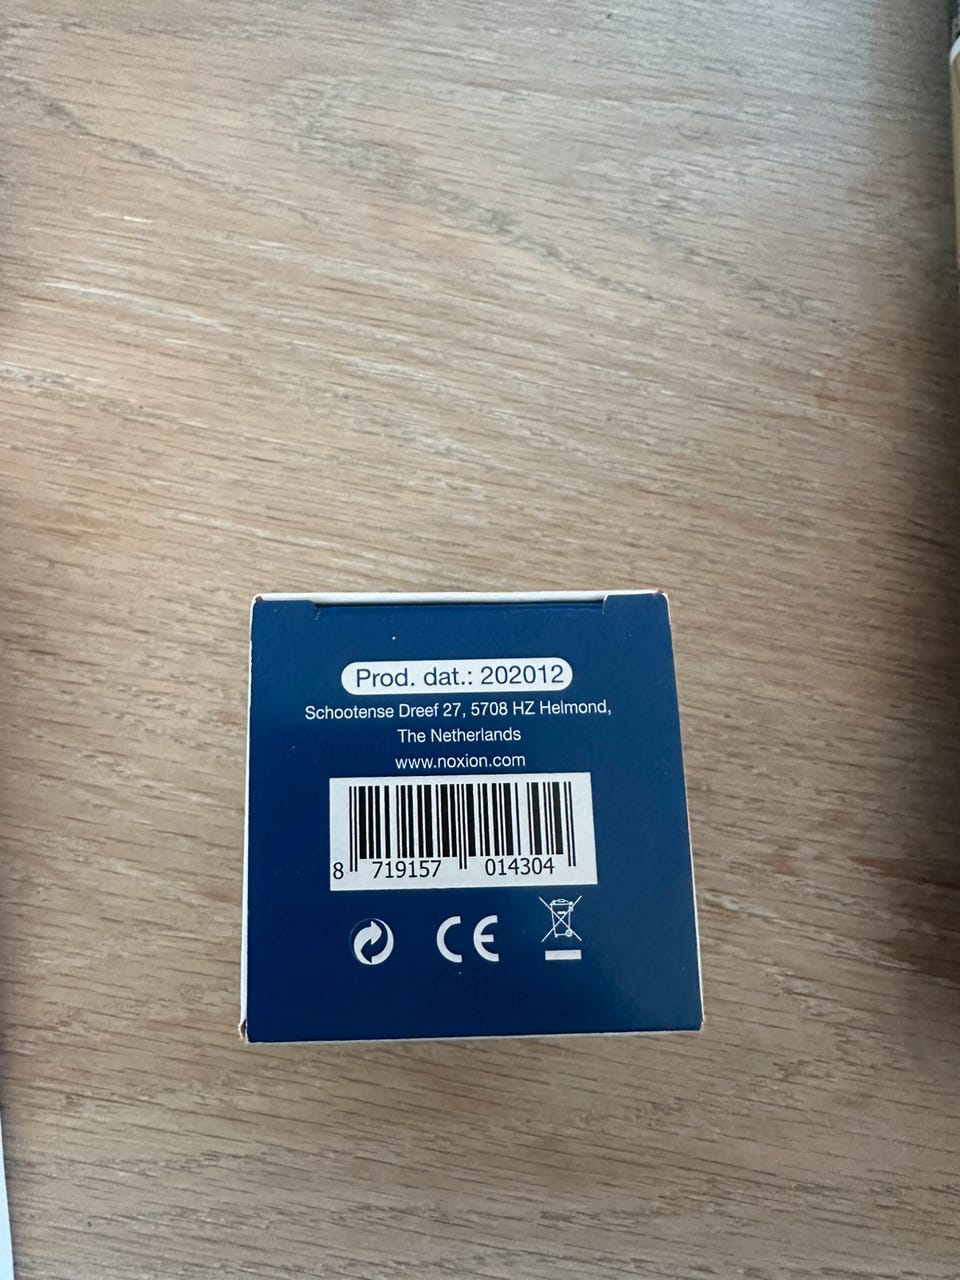 Prod. dat.: 202012
Schootense Dreef 27, 5708 HZ Helmond,
The Netherlands
www.noxion.com
8 719157 014304
CE